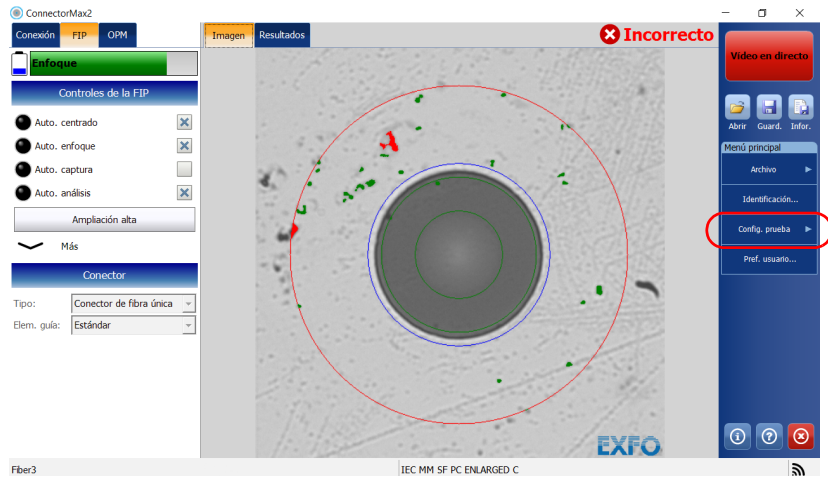 ConnectorMax2
Conexión FIP OPM
Enfoque
Controles de la FIP
Auto. centrado
Auto. enfoque
Auto. captura
Auto. análisis
Ampliación alta
Más
Conector
Tipo: Conector de fibra única
Elem. guía: Estándar
Imagen Resultados
Incorrecto
EXFO
Vídeo en directo
Abrir Guard. Infor.
Menú principal
Archivo
Identificación...
Config. prueba
Pref. usuario...
Fiber3
IEC MM SF PC ENLARGED C